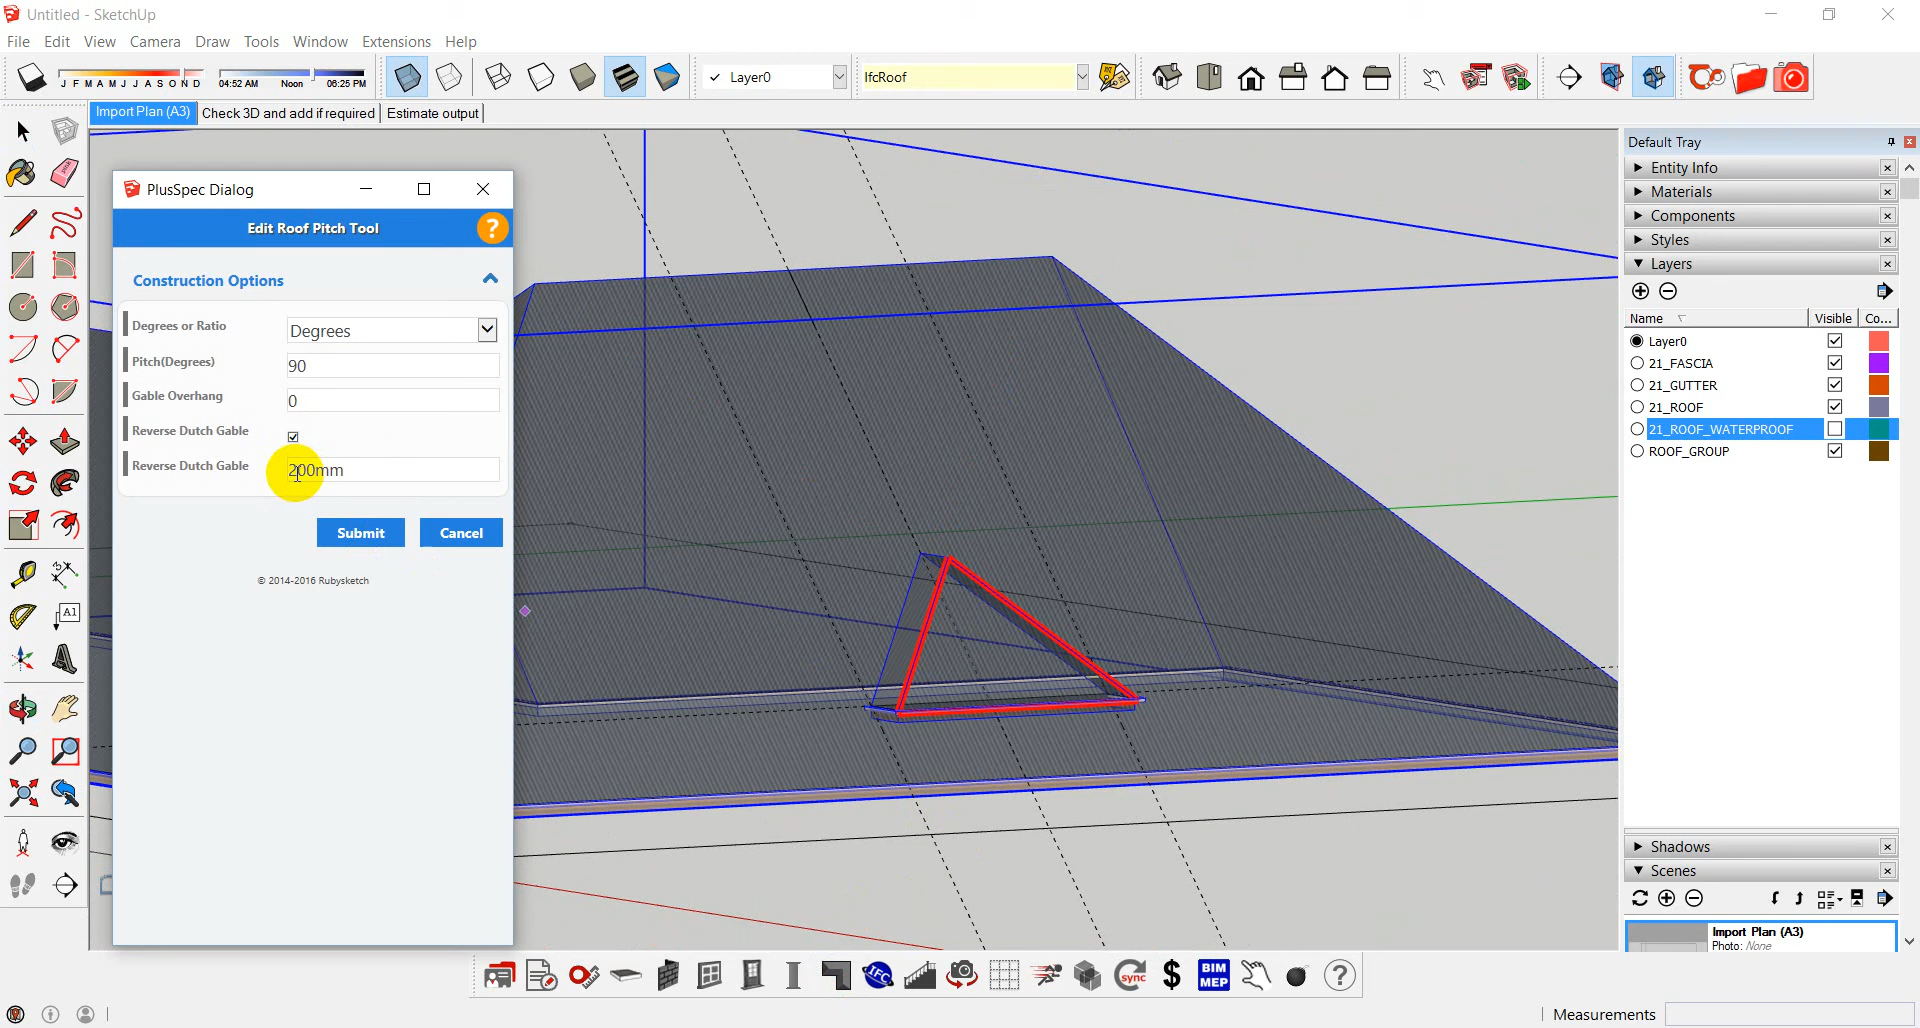 Untitled - SketchUp
File Edit View Camera Draw Tools Window Extensions Help
J F M A M J J A S O N D
04:52 AM Noon 06:25 PM
✓ Layer0
IfcRoof
Import Plan (A3) Check 3D and add if required Estimate output
PlusSpec Dialog
Edit Roof Pitch Tool
?
Construction Options
Degrees or Ratio Degrees
Pitch(Degrees) 90
Gable Overhang 0
Reverse Dutch Gable
Reverse Dutch Gable 200mm
Submit Cancel
© 2014-2016 Rubysketch
A1
Default Tray
Entity Info
Materials
Components
Styles
Layers
Name Visible Co...
Layer0
21_FASCIA
21_GUTTER
21_ROOF
21_ROOF_WATERPROOF
ROOF_GROUP
Shadows
Scenes
Import Plan (A3)
Photo: None
IFC
sync
$
BIM
MEP
?
Measurements